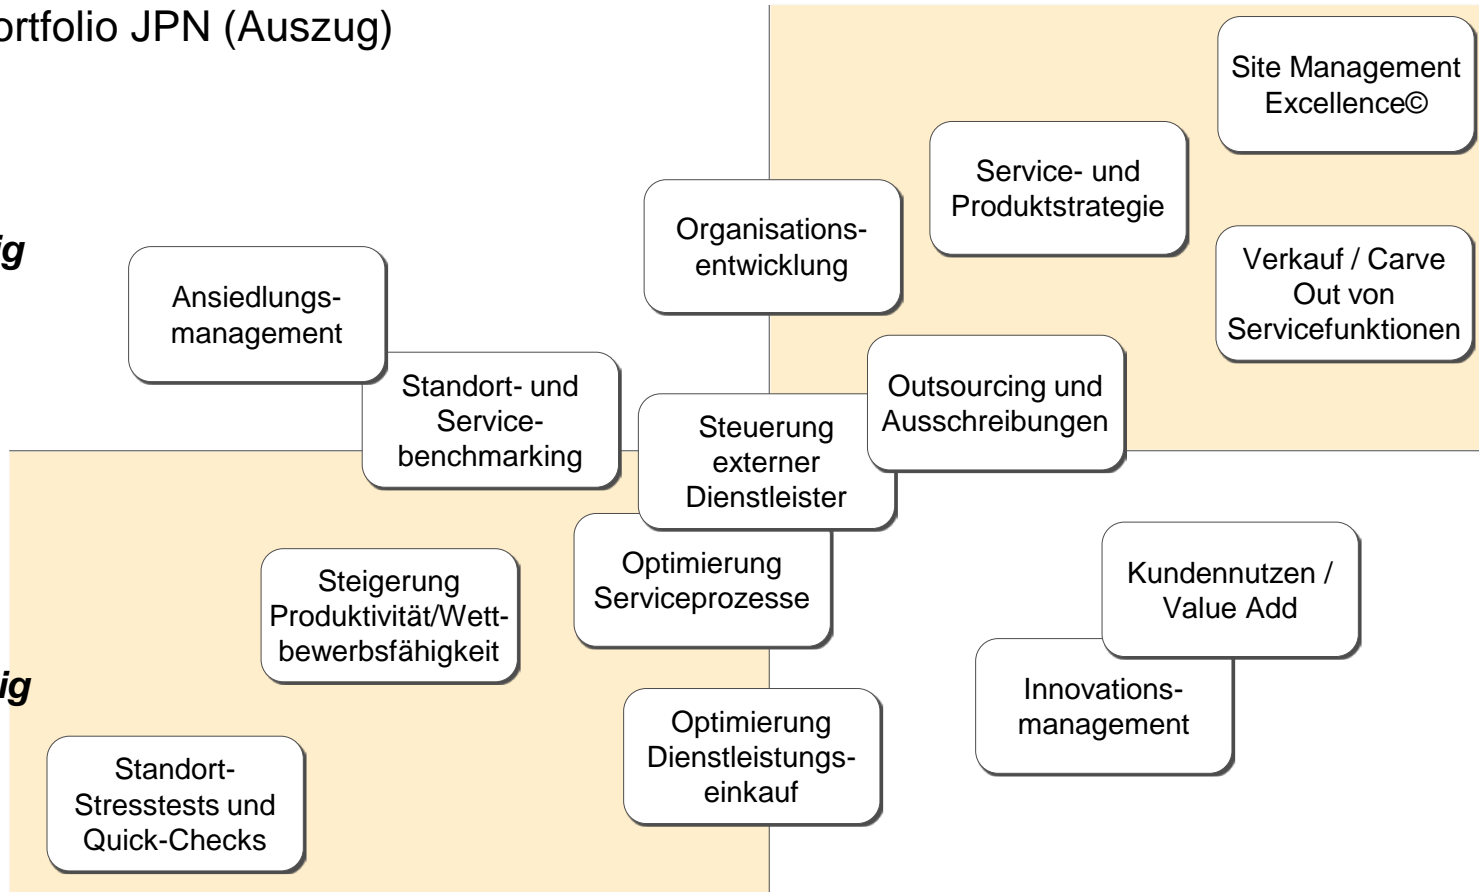 ortfolio JPN (Auszug)
Site Management
Excellence©
Service- und
Produktstrategie
Organisations-
entwicklung
ig
Verkauf / Carve
Out von
Servicefunktionen
Ansiedlungs-
management
Standort- und
Service-
benchmarking
Outsourcing und
Ausschreibungen
Steuerung
externer
Dienstleister
Optimierung
Serviceprozesse
Kundennutzen /
Value Add
Steigerung
Produktivität/Wett-
bewerbsfähigkeit
ig
Innovations-
management
Optimierung
Dienstleistungs-
einkauf
Standort-
Stresstests und
Quick-Checks